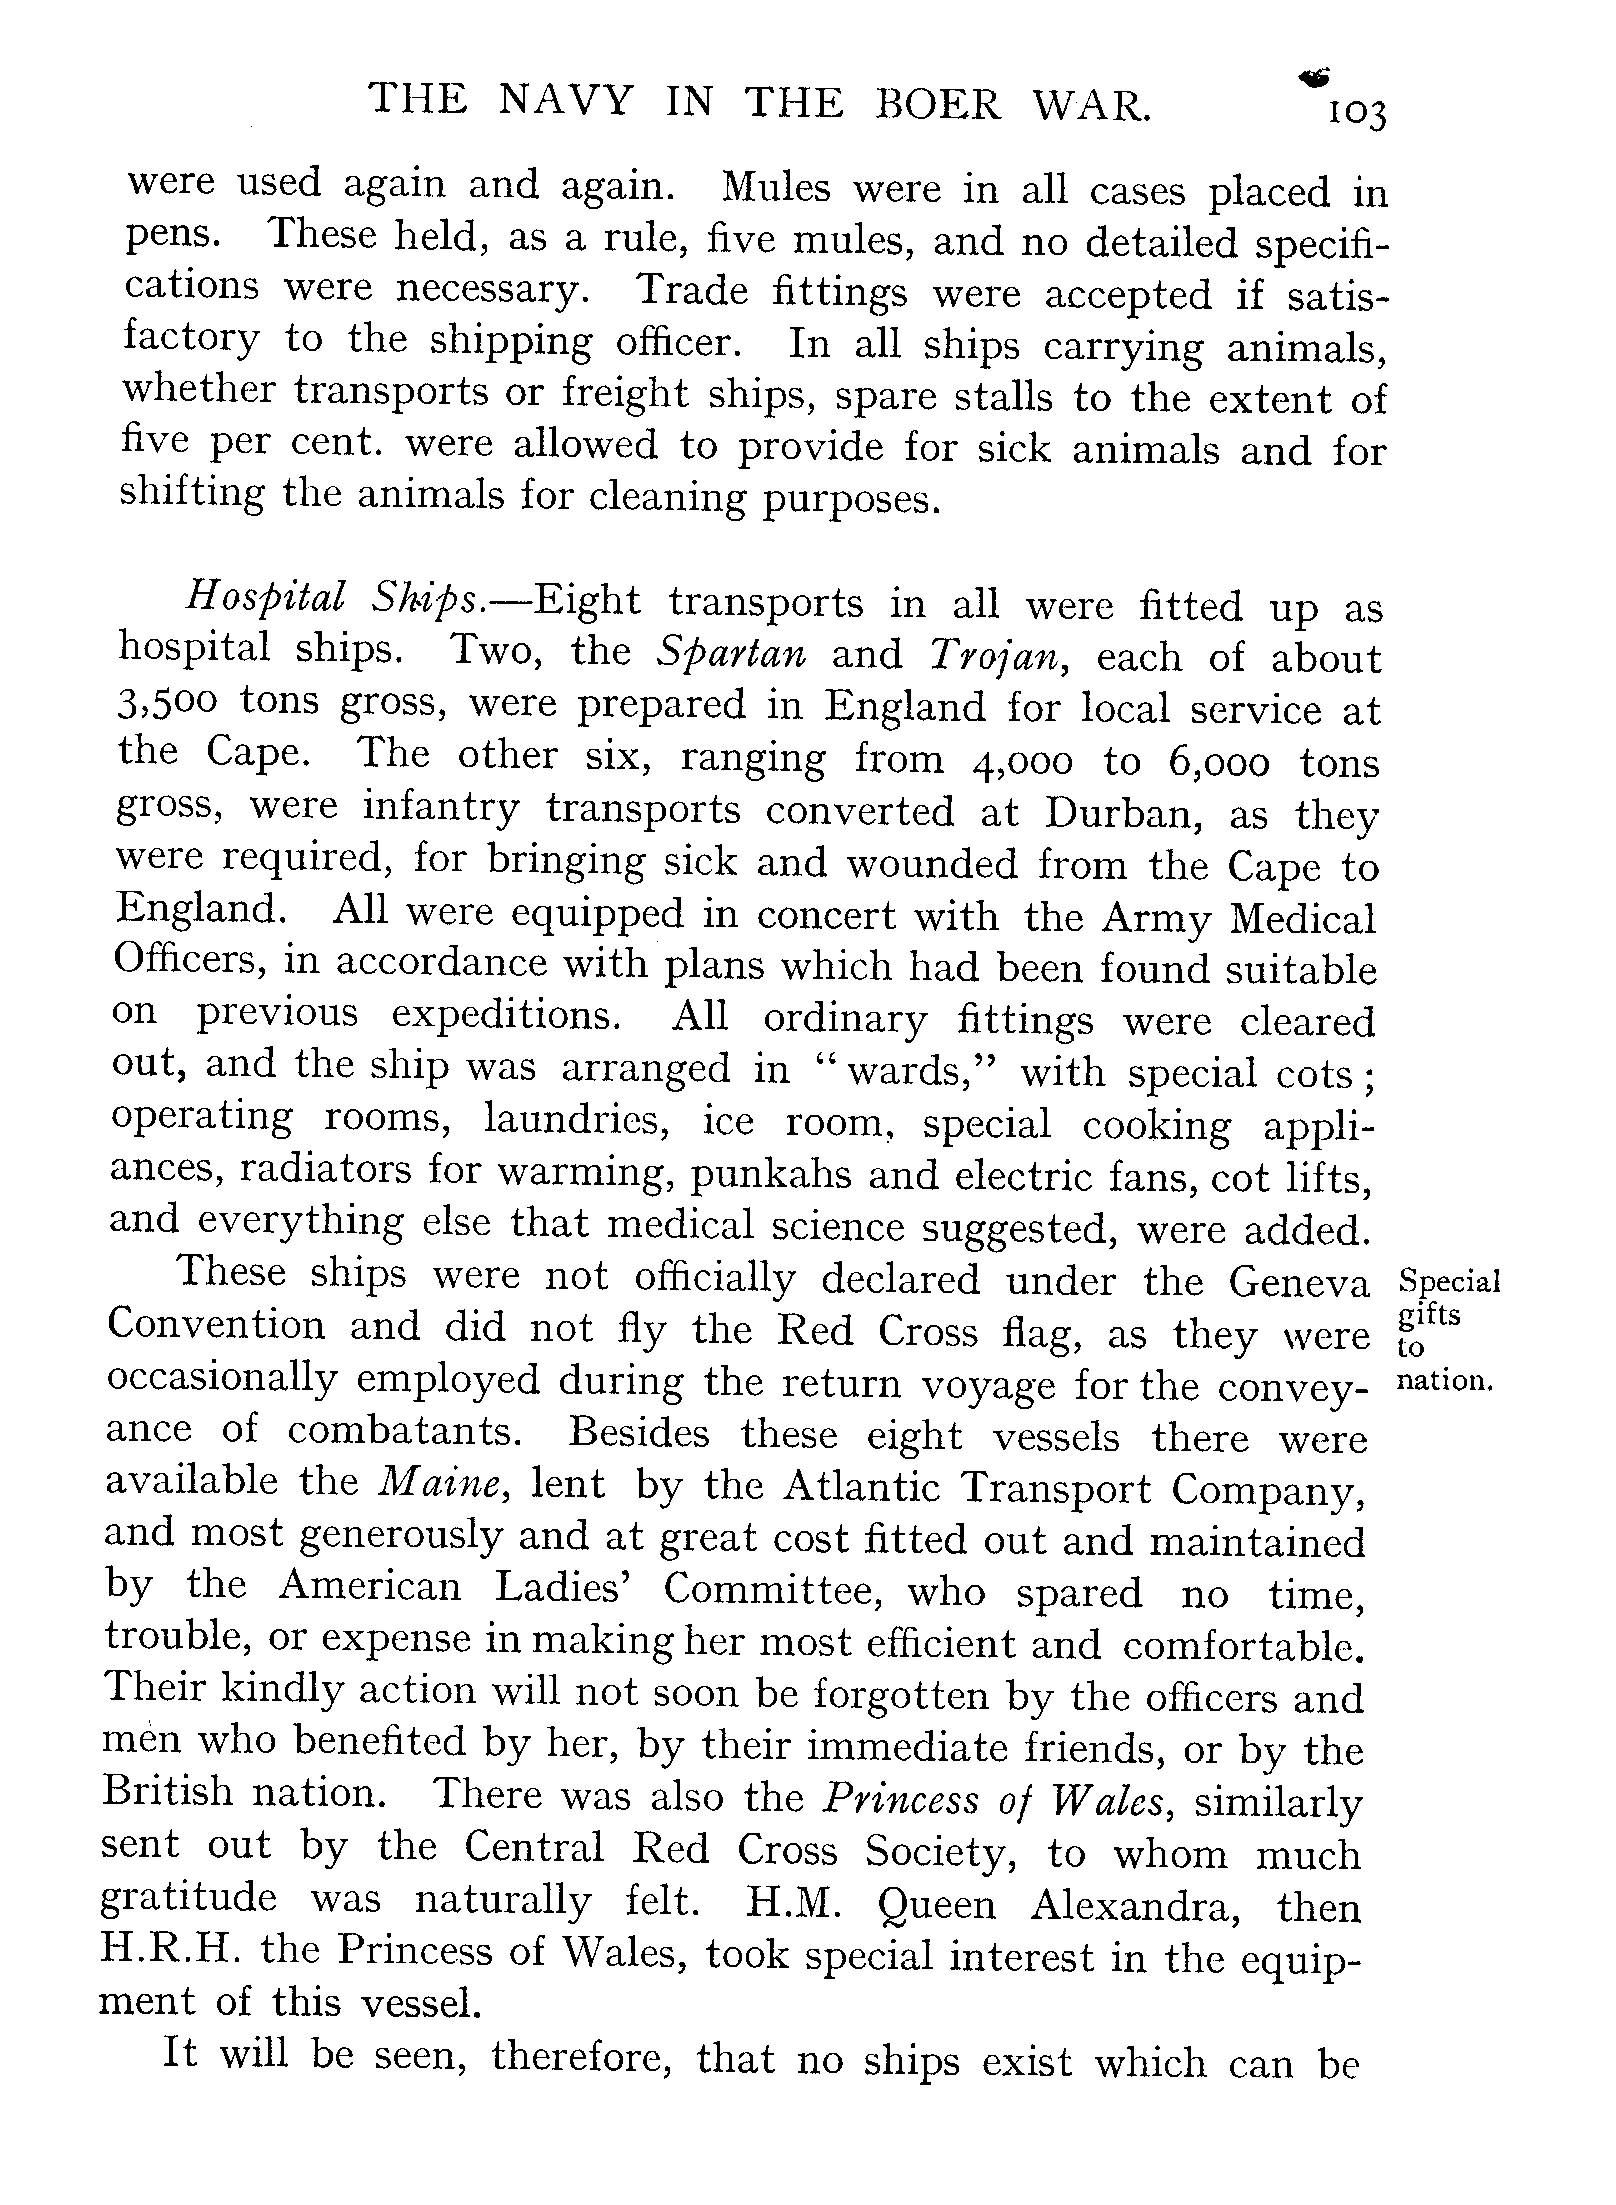 THE NAVY IN THE BOER WAR. 103
were used again and again. Mules were in all cases placed in
pens. These held, as a rule, five mules, and no detailed specifi-
cations were necessary. Trade fittings were accepted if satis-
factory to the shipping officer. In all ships carrying animals,
whether transports or freight ships, spare stalls to the extent of
five per cent. were allowed to provide for sick animals and for
shifting the animals for cleaning purposes.
Hospital Ships.—Eight transports in all were fitted up as
hospital ships. Two, the Spartan and Trojan, each of about
3,500 tons gross, were prepared in England for local service at
the Cape. The other six, ranging from 4,000 to 6,000 tons
gross, were infantry transports converted at Durban, as they
were required, for bringing sick and wounded from the Cape to
England. All were equipped in concert with the Army Medical
Officers, in accordance with plans which had been found suitable
on previous expeditions. All ordinary fittings were cleared
out, and the ship was arranged in “wards,” with special cots;
operating rooms, laundries, ice room, special cooking appli-
ances, radiators for warming, punkahs and electric fans, cot lifts,
and everything else that medical science suggested, were added.
These ships were not officially declared under the Geneva
Convention and did not fly the Red Cross flag, as they were
occasionally employed during the return voyage for the convey-
ance of combatants. Besides these eight vessels there were
available the Maine, lent by the Atlantic Transport Company,
and most generously and at great cost fitted out and maintained
by the American Ladies’ Committee, who spared no time,
trouble, or expense in making her most efficient and comfortable.
Their kindly action will not soon be forgotten by the officers and
men who benefited by her, by their immediate friends, or by the
British nation. There was also the Princess of Wales, similarly
sent out by the Central Red Cross Society, to whom much
gratitude was naturally felt. H.M. Queen Alexandra, then
H.R.H. the Princess of Wales, took special interest in the equip-
ment of this vessel.
It will be seen, therefore, that no ships exist which can be
Special
gifts
to
nation.